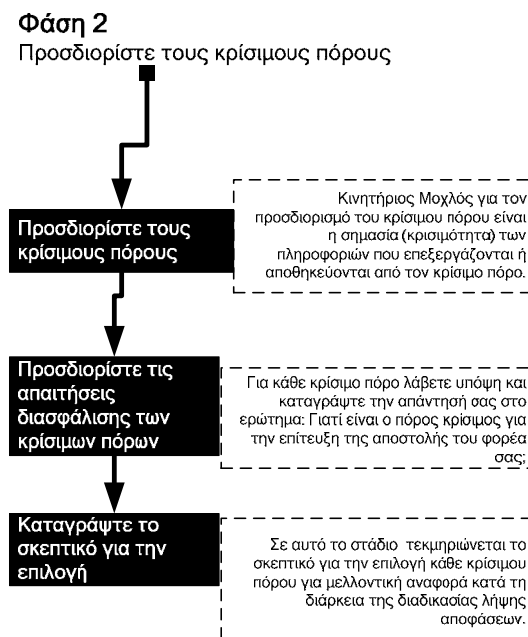 Φάση 2
Προσδιορίστε τους κρίσιμους πόρους
Προσδιορίστε τους
κρίσιμους πόρους
Κινητήριος Μοχλός για τον
προσδιορισμό του κρίσιμου πόρου είναι
η σημασία (κρισιμότητα) των
πληροφοριών που επεξεργάζονται ή
αποθηκεύονται από τον κρίσιμο πόρο.
Προσδιορίστε τις
απαιτήσεις
διασφάλισης των
κρίσιμων πόρων
Για κάθε κρίσιμο πόρο λάβετε υπόψη και
καταγράψτε την απάντησή σας στο
ερώτημα: Γιατί είναι ο πόρος κρίσιμος για
την επίτευξη της αποστολής του φορέα
σας;
Καταγράψτε το
σκεπτικό για την
επιλογή
Σε αυτό το στάδιο τεκμηριώνεται το
σκεπτικό για την επιλογή κάθε κρίσιμου
πόρου για μελλοντική αναφορά κατά τη
διάρκεια της διαδικασίας λήψης
αποφάσεων.